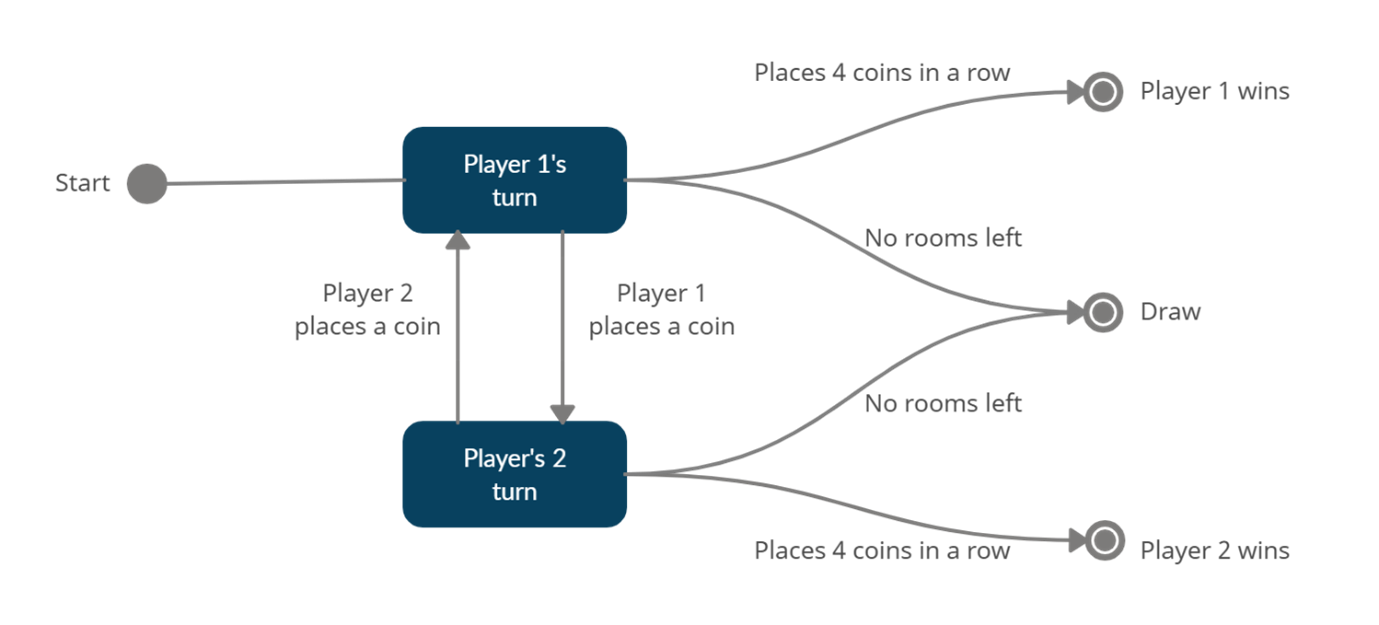 Places 4 coins in a row
Player 1 wins
Start
Player 1's
turn
No rooms left
Player 2
places a coin
Player 1
places a coin
Draw
No rooms left
Player's 2
turn
Places 4 coins in a row
Player 2 wins